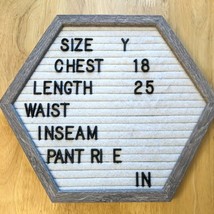 SIZE Y
CHEST 18
LENGTH 25
WAIST
INSEAM
PANT RI E
IN